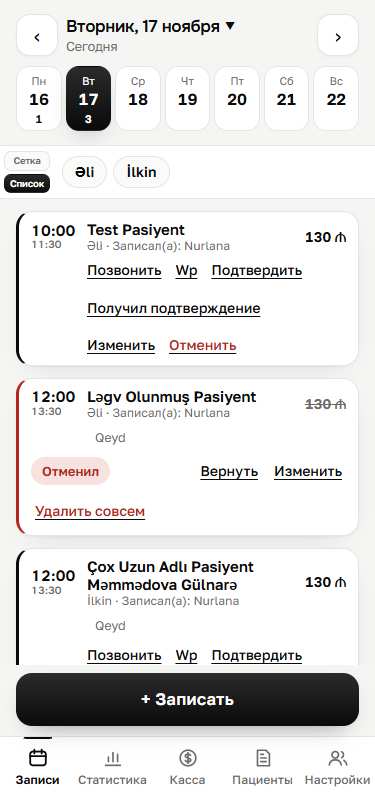 ‹
Вторник, 17 ноября ▼
Сегодня
›
Пн Вт Ср Чт Пт Сб Вс
16 17 18 19 20 21 22
1 3
Сетка
Список
Əli İlkin
10:00 Test Pasiyent 130 ₼
11:30 Əli · Записал(а): Nurlana
Позвонить Wp Подтвердить
Получил подтверждение
Изменить Отменить
12:00 Ləğv Olunmuş Pasiyent 130 ₼
13:30 Əli · Записал(а): Nurlana
Qeyd
Отменил Вернуть Изменить
Удалить совсем
Çox Uzun Adlı Pasiyent
12:00 Məmmədova Gülnarə 130 ₼
13:30 İlkin · Записал(а): Nurlana
Qeyd
Позвонить Wp Подтвердить
+ Записать
Записи Статистика Касса Пациенты Настройки